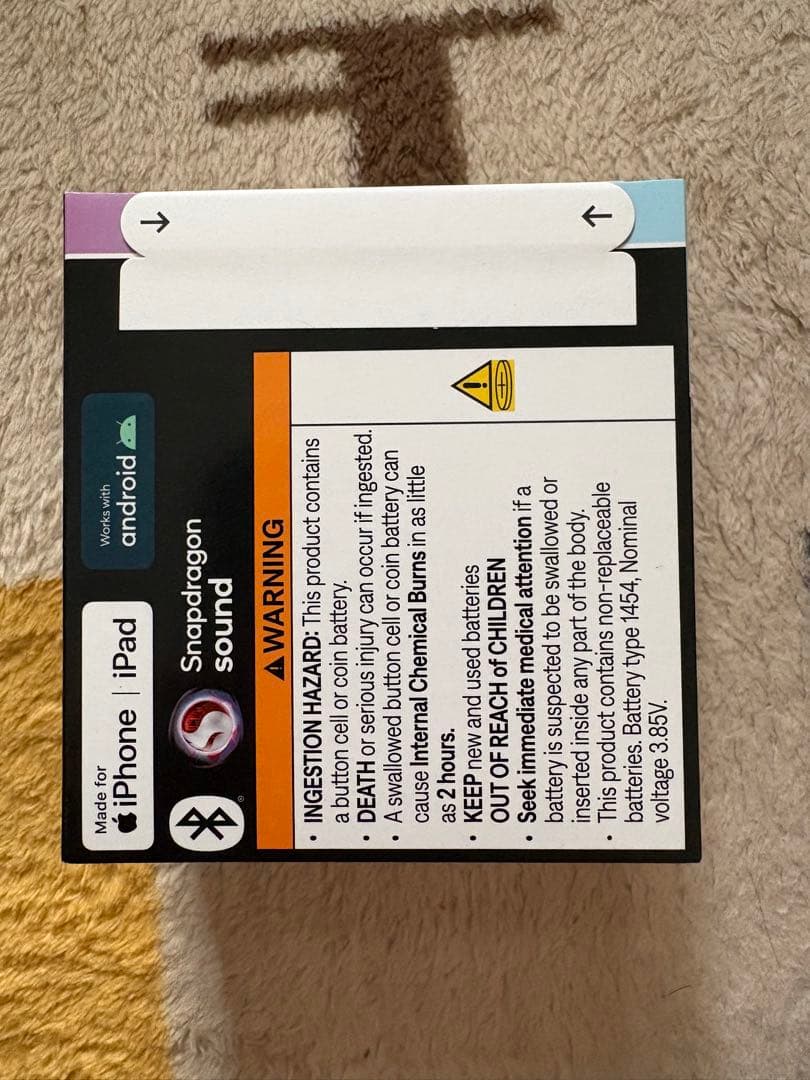 Made for
iPhone | iPad
Works with
android
Snapdragon
sound
WARNING
• INGESTION HAZARD: This product contains
a button cell or coin battery.
• DEATH or serious injury can occur if ingested.
• A swallowed button cell or coin battery can
cause Internal Chemical Burns in as little
as 2 hours.
• KEEP new and used batteries
OUT OF REACH of CHILDREN
• Seek immediate medical attention if a
battery is suspected to be swallowed or
inserted inside any part of the body.
• This product contains non-replaceable
batteries. Battery type 1454, Nominal
voltage 3.85V.